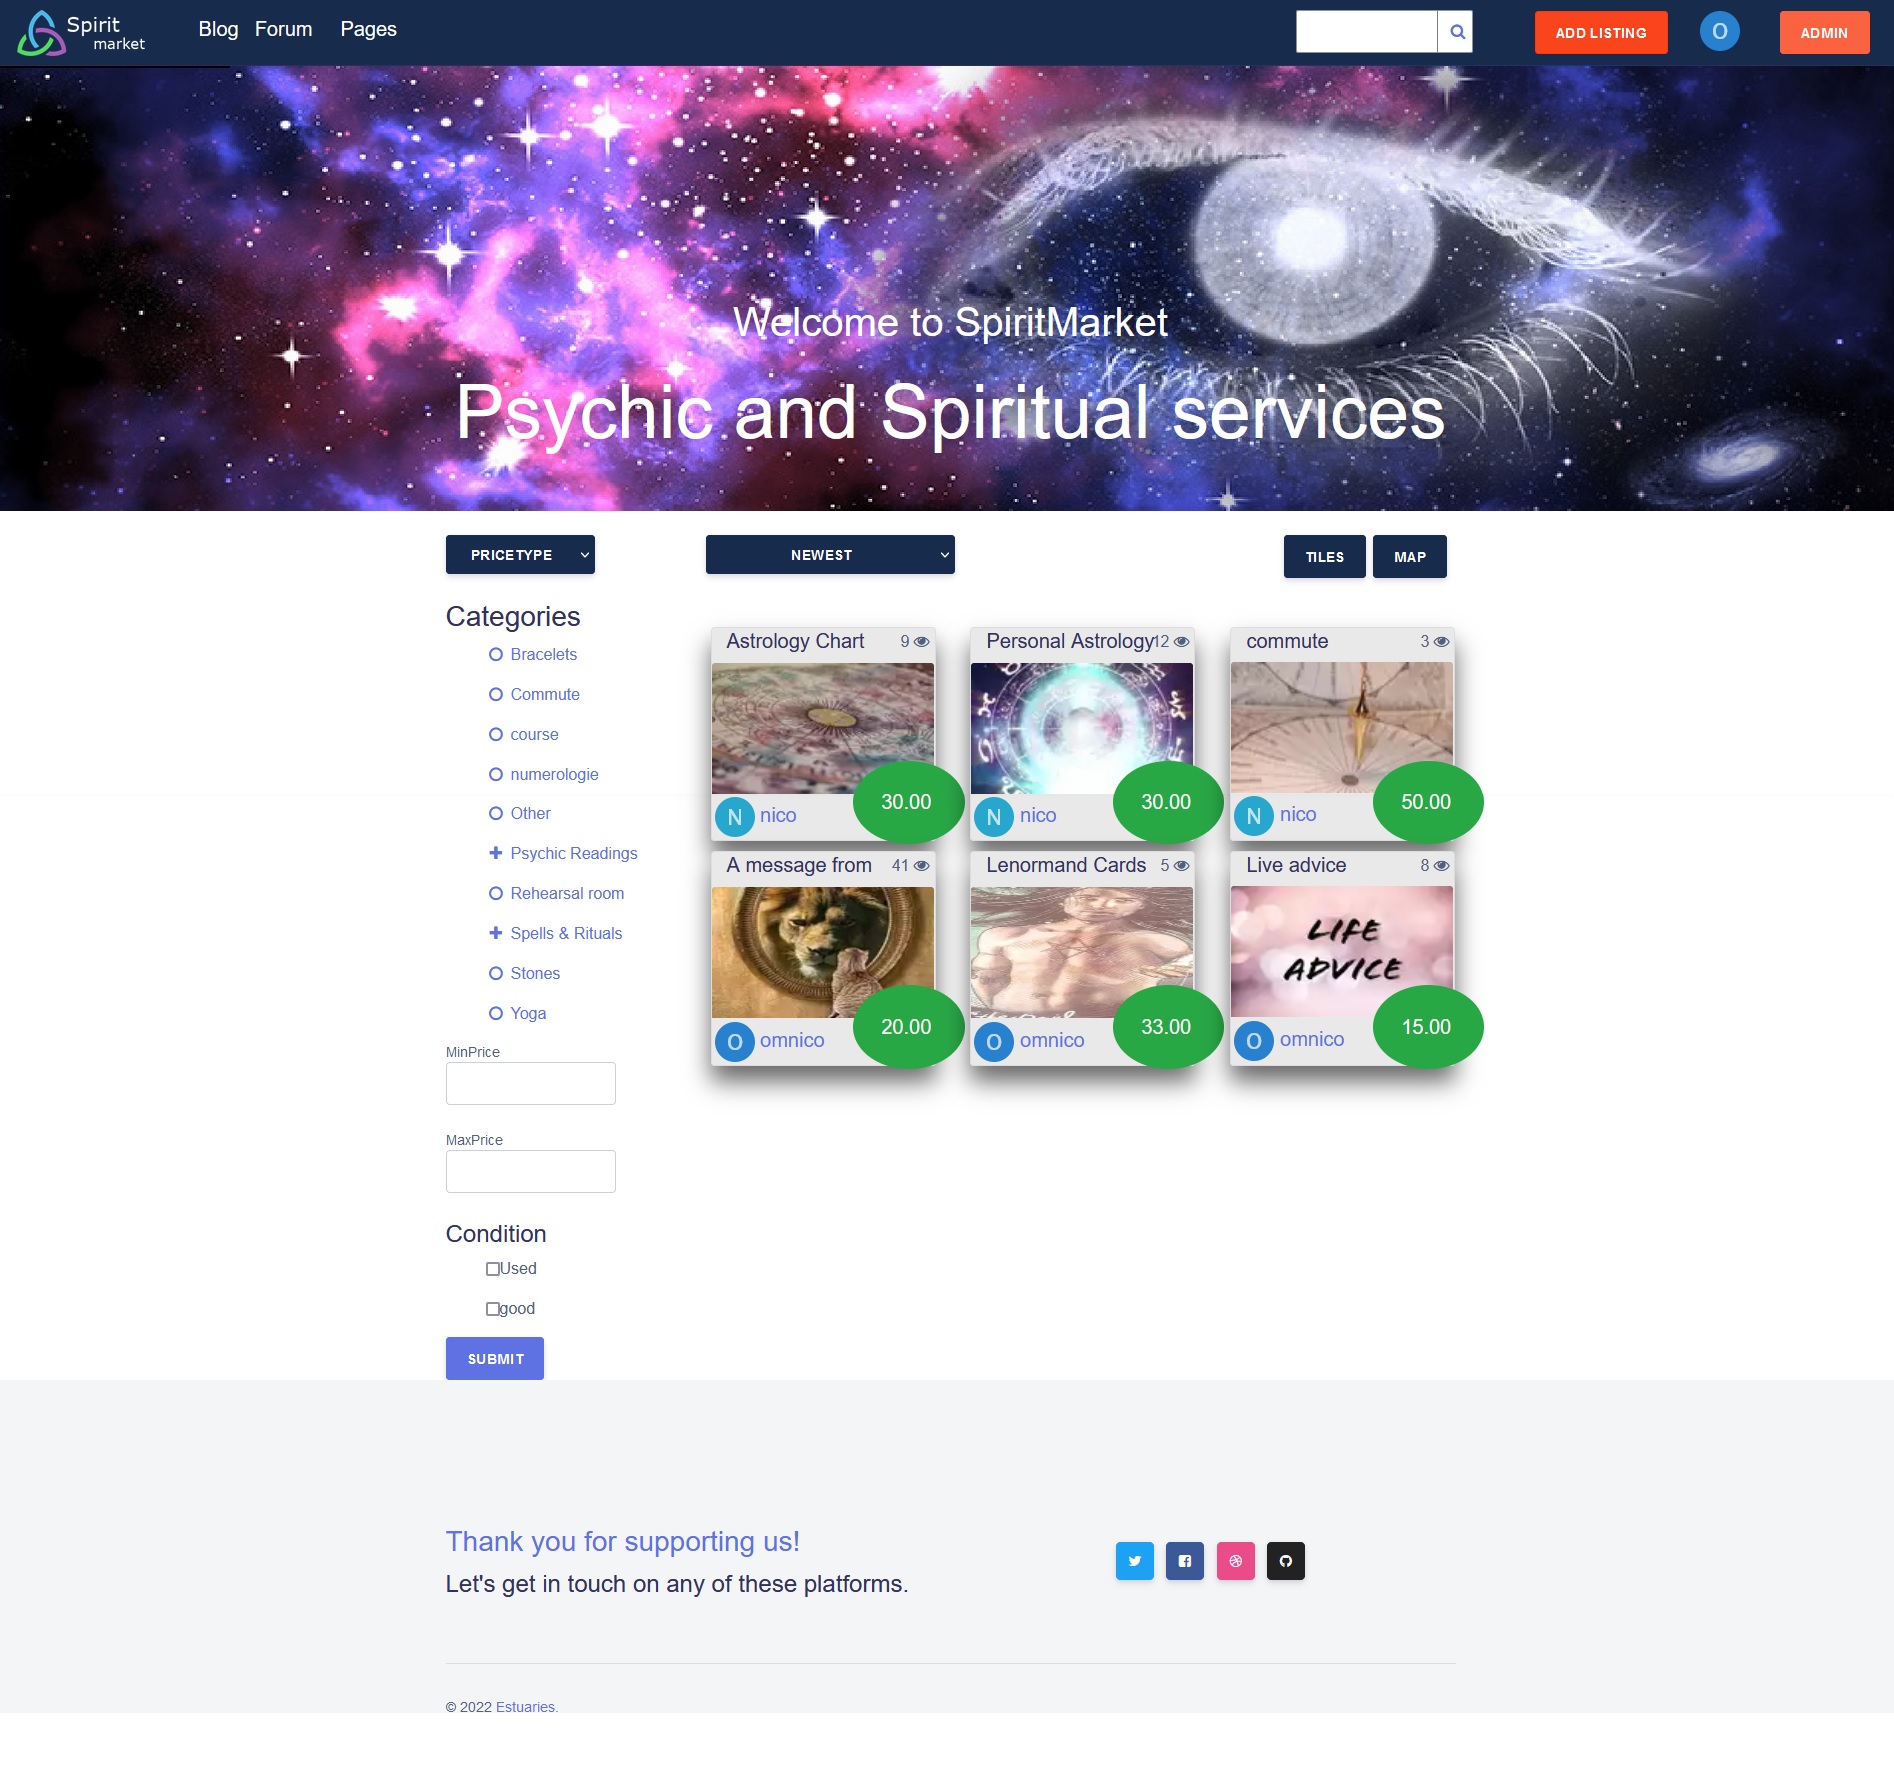 Spirit
market
Blog Forum Pages
ADD LISTING
O
ADMIN
Welcome to SpiritMarket
Psychic and Spiritual services
PRICETYPE
NEWEST
TILES MAP
Categories
Bracelets
Commute
course
numerologie
Other
Psychic Readings
Rehearsal room
Spells & Rituals
Stones
Yoga
MinPrice
MaxPrice
Condition
Used
good
SUBMIT
Astrology Chart 9
30.00
N nico
Personal Astrology 12
30.00
N nico
commute 3
50.00
N nico
A message from 41
20.00
O omnico
Lenormand Cards 5
33.00
O omnico
Live advice 8
LIFE
ADVICE
15.00
O omnico
Thank you for supporting us!
Let's get in touch on any of these platforms.
© 2022 Estuaries.